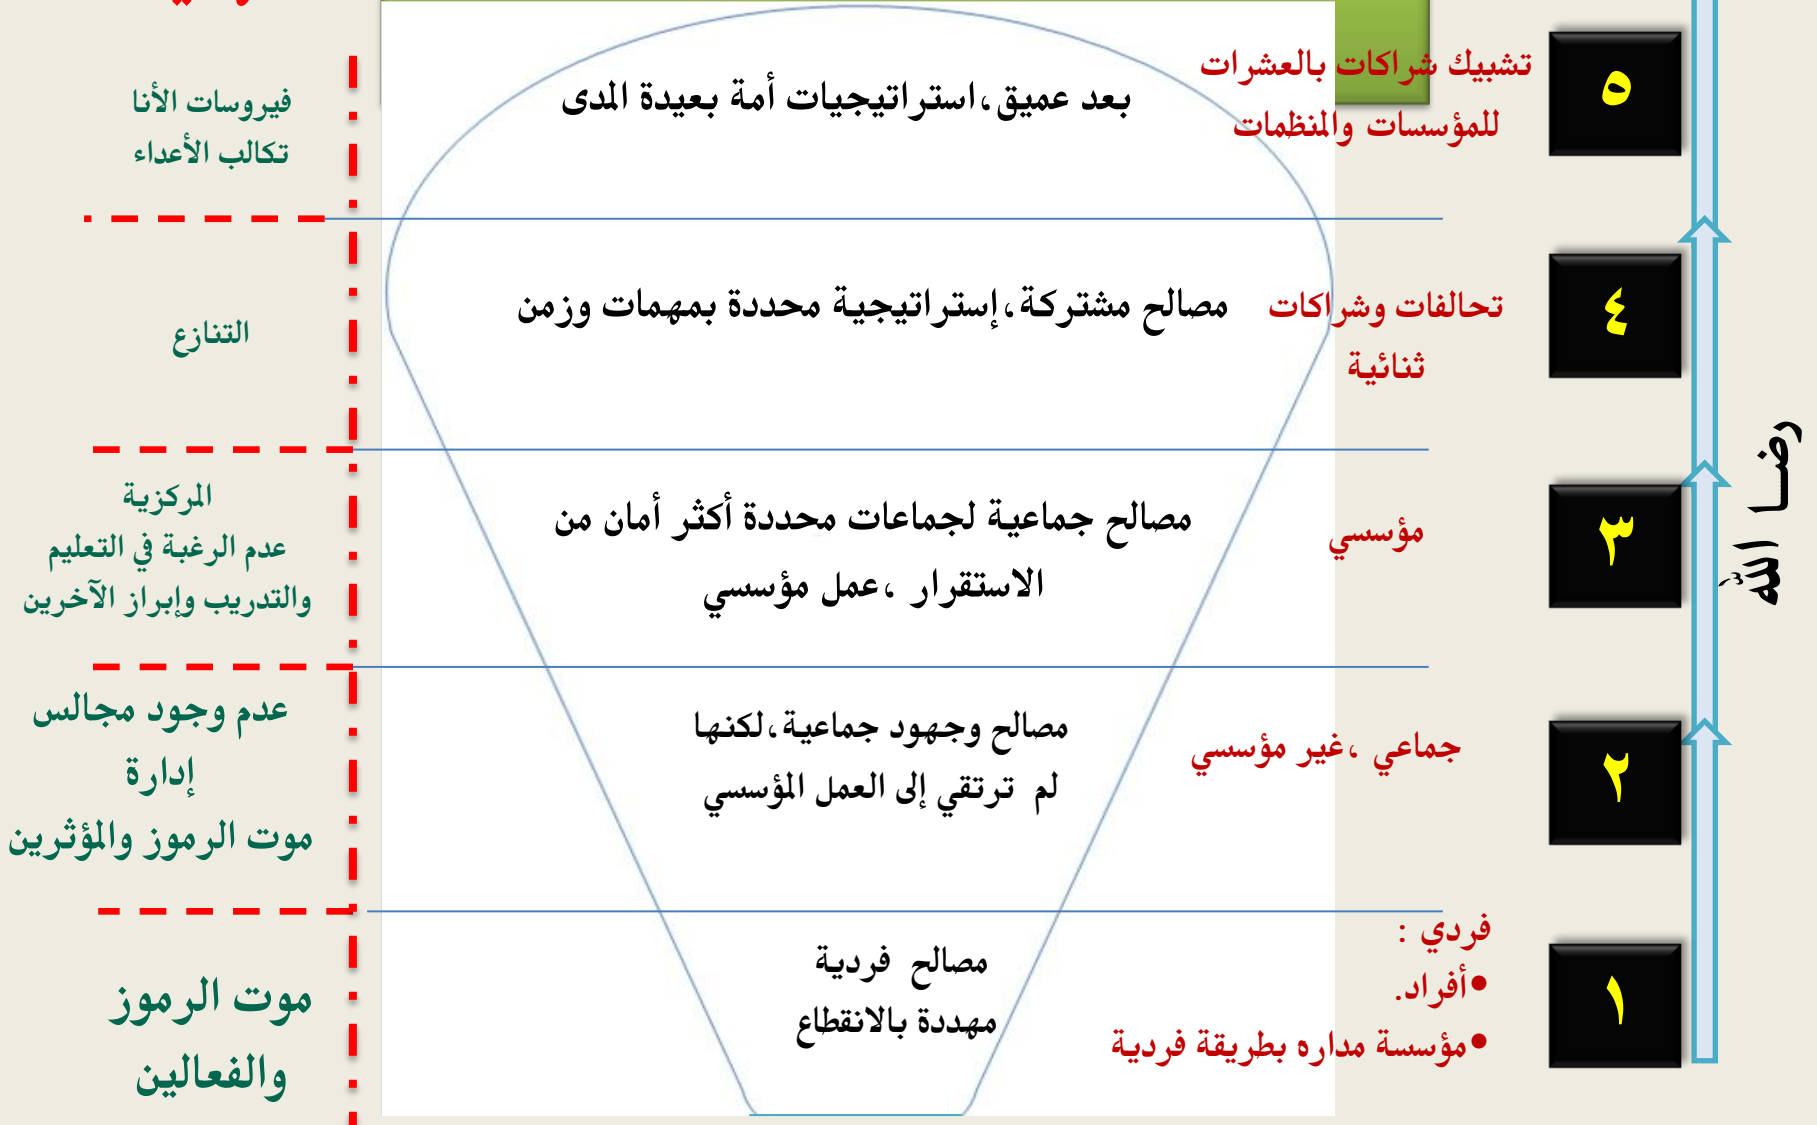 ٥
تشبيك شراكات بالعشرات
للمؤسسات والمنظمات
بعد عميق،استراتيجيات أمة بعيدة المدى
فيروسات الأنا
تكالب الأعداء
٤
تحالفات وشراكات
ثنائية
مصالح مشتركة،إستراتيجية محددة بمهمات وزمن
التنازع
٣
مؤسسي
مصالح جماعية لجماعات محددة أكثر أمان من
الاستقرار ،عمل مؤسسي
المركزية
عدم الرغبة في التعليم
والتدريب وإبراز الآخرين
٢
جماعي ،غير مؤسسي
مصالح وجهود جماعية،لكنها
لم ترتقي إلى العمل المؤسسي
عدم وجود مجالس
إدارة
موت الرموز والمؤثرين
١
فردي :
•أفراد.
•مؤسسة مداره بطريقة فردية
مصالح فردية
مهددة بالانقطاع
موت الرموز
والفعالين
رضا الله